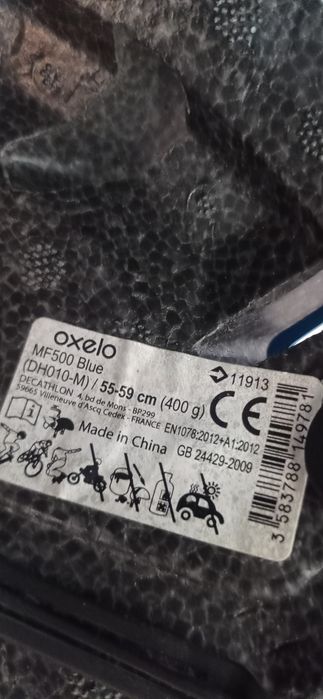 oxelo
MF500 Blue
(DH010-M) / 55-59 cm (400 g)
DECATHLON 4, bd de Mons - BP299
59665 Villeneuve d'Ascq Cedex - FRANCE
11913
CE
EN1078:2012+A1:2012
Made in China GB 24429-2009
3 583788 149781